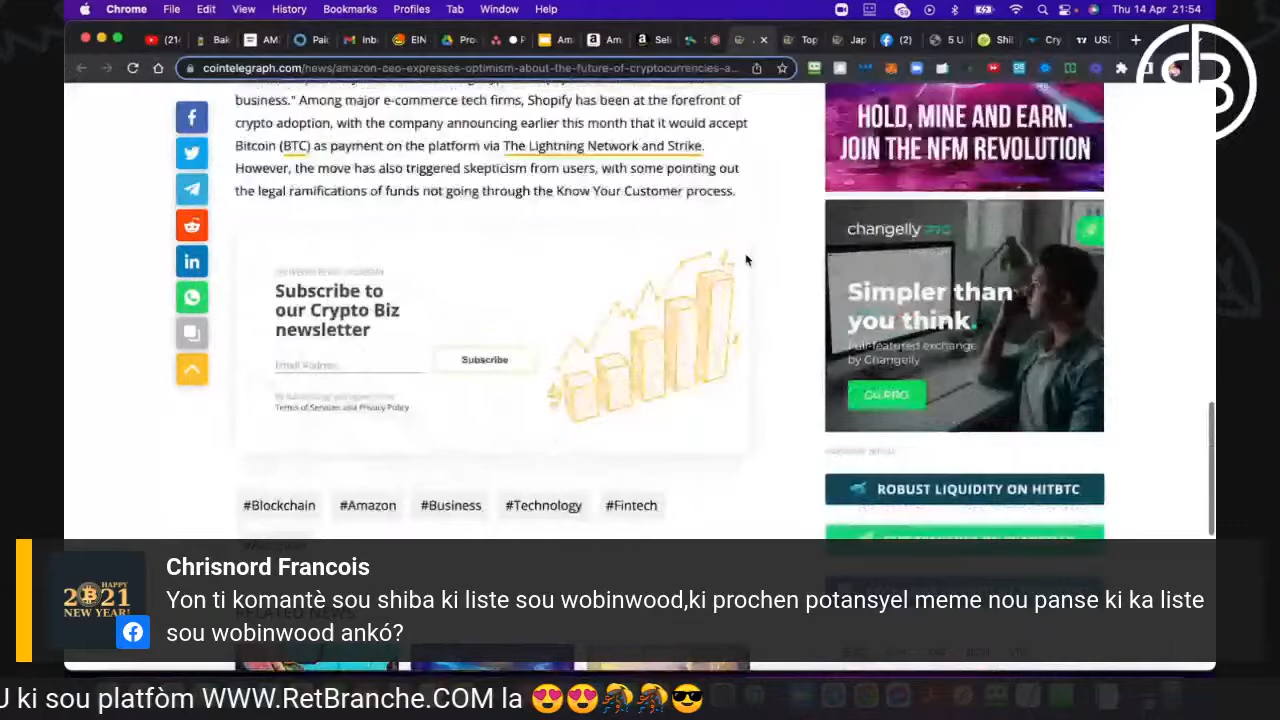 Chrome File Edit View History Bookmarks Profiles Tab Window Help
Thu 14 Apr 21:54
cointelegraph.com/news/amazon-ceo-expresses-optimism-about-the-future-of-cryptocurrencies-a...
business." Among major e-commerce tech firms, Shopify has been at the forefront of
crypto adoption, with the company announcing earlier this month that it would accept
Bitcoin (BTC) as payment on the platform via The Lightning Network and Strike.
However, the move has also triggered skepticism from users, with some pointing out
the legal ramifications of funds not going through the Know Your Customer process.
Subscribe to
our Crypto Biz
newsletter
Email Address
Subscribe
Terms of Services and Privacy Policy
#Blockchain #Amazon #Business #Technology #Fintech
HOLD, MINE AND EARN.
JOIN THE NFM REVOLUTION
changelly PRO
Simpler than
you think.
Full-featured exchange
by Changelly
ROBUST LIQUIDITY ON HITBTC
HAPPY
2021
NEW YEAR!
Chrisnord Francois
Yon ti komantè sou shiba ki liste sou wobinwood,ki prochen potansyel meme nou panse ki ka liste
sou wobinwood ankó?
U ki sou platfòm WWW.RetBranche.COM la 😍😍🦓🦓😎